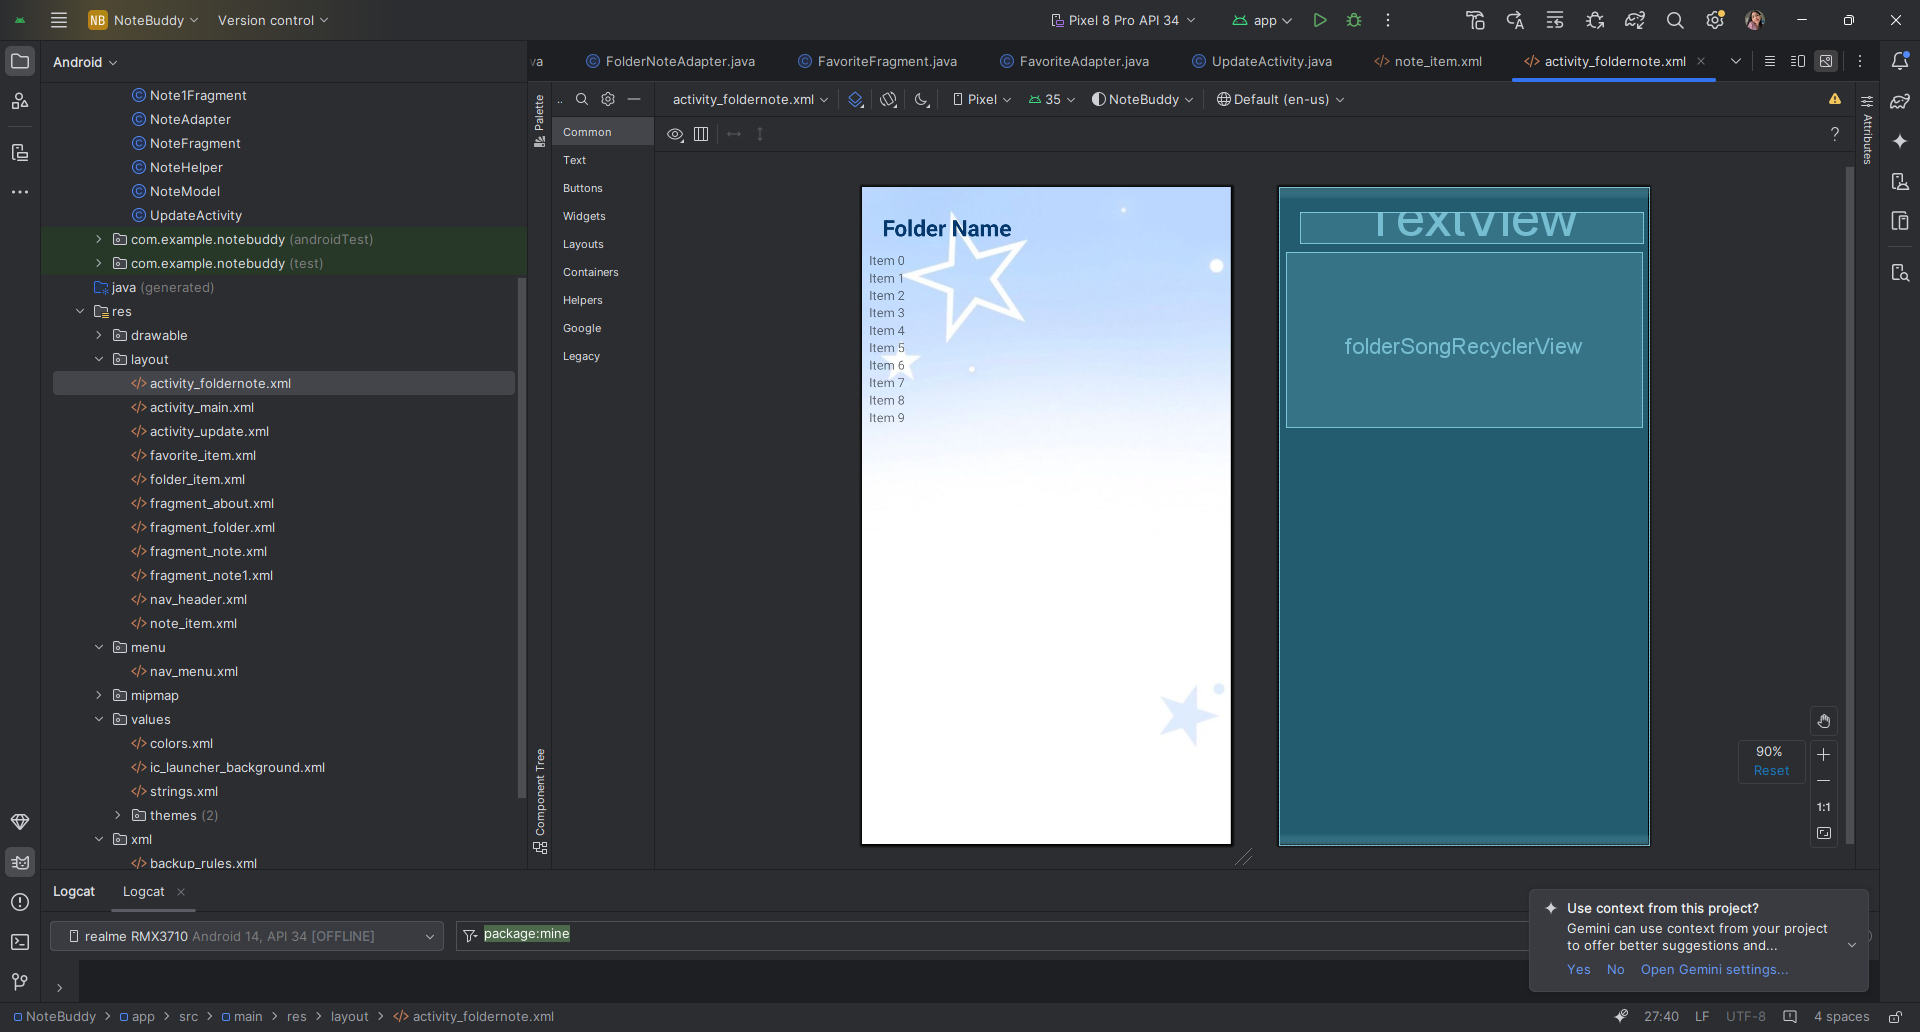 NB NoteBuddy Version control Pixel 8 Pro API 34 app
Android
va FolderNoteAdapter.java FavoriteFragment.java FavoriteAdapter.java UpdateActivity.java note_item.xml activity_foldernote.xml
Note1Fragment
NoteAdapter
NoteFragment
NoteHelper
NoteModel
UpdateActivity
com.example.notebuddy (androidTest)
com.example.notebuddy (test)
java (generated)
res
drawable
layout
activity_foldernote.xml
activity_main.xml
activity_update.xml
favorite_item.xml
folder_item.xml
fragment_about.xml
fragment_folder.xml
fragment_note.xml
fragment_note1.xml
nav_header.xml
note_item.xml
menu
nav_menu.xml
mipmap
values
colors.xml
ic_launcher_background.xml
strings.xml
themes (2)
xml
backup_rules.xml
Palette
Component Tree
Common
Text
Buttons
Widgets
Layouts
Containers
Helpers
Google
Legacy
activity_foldernote.xml Pixel 35 NoteBuddy Default (en-us)
?
Attributes
Folder Name
Item 0
Item 1
Item 2
Item 3
Item 4
Item 5
Item 6
Item 7
Item 8
Item 9
TextView
folderSongRecyclerView
90%
Reset
1:1
Logcat Logcat
realme RMX3710 Android 14, API 34 [OFFLINE] package:mine
Use context from this project?
Gemini can use context from your project
to offer better suggestions and...
Yes No Open Gemini settings...
NoteBuddy > app > src > main > res > layout > activity_foldernote.xml 27:40 LF UTF-8 4 spaces